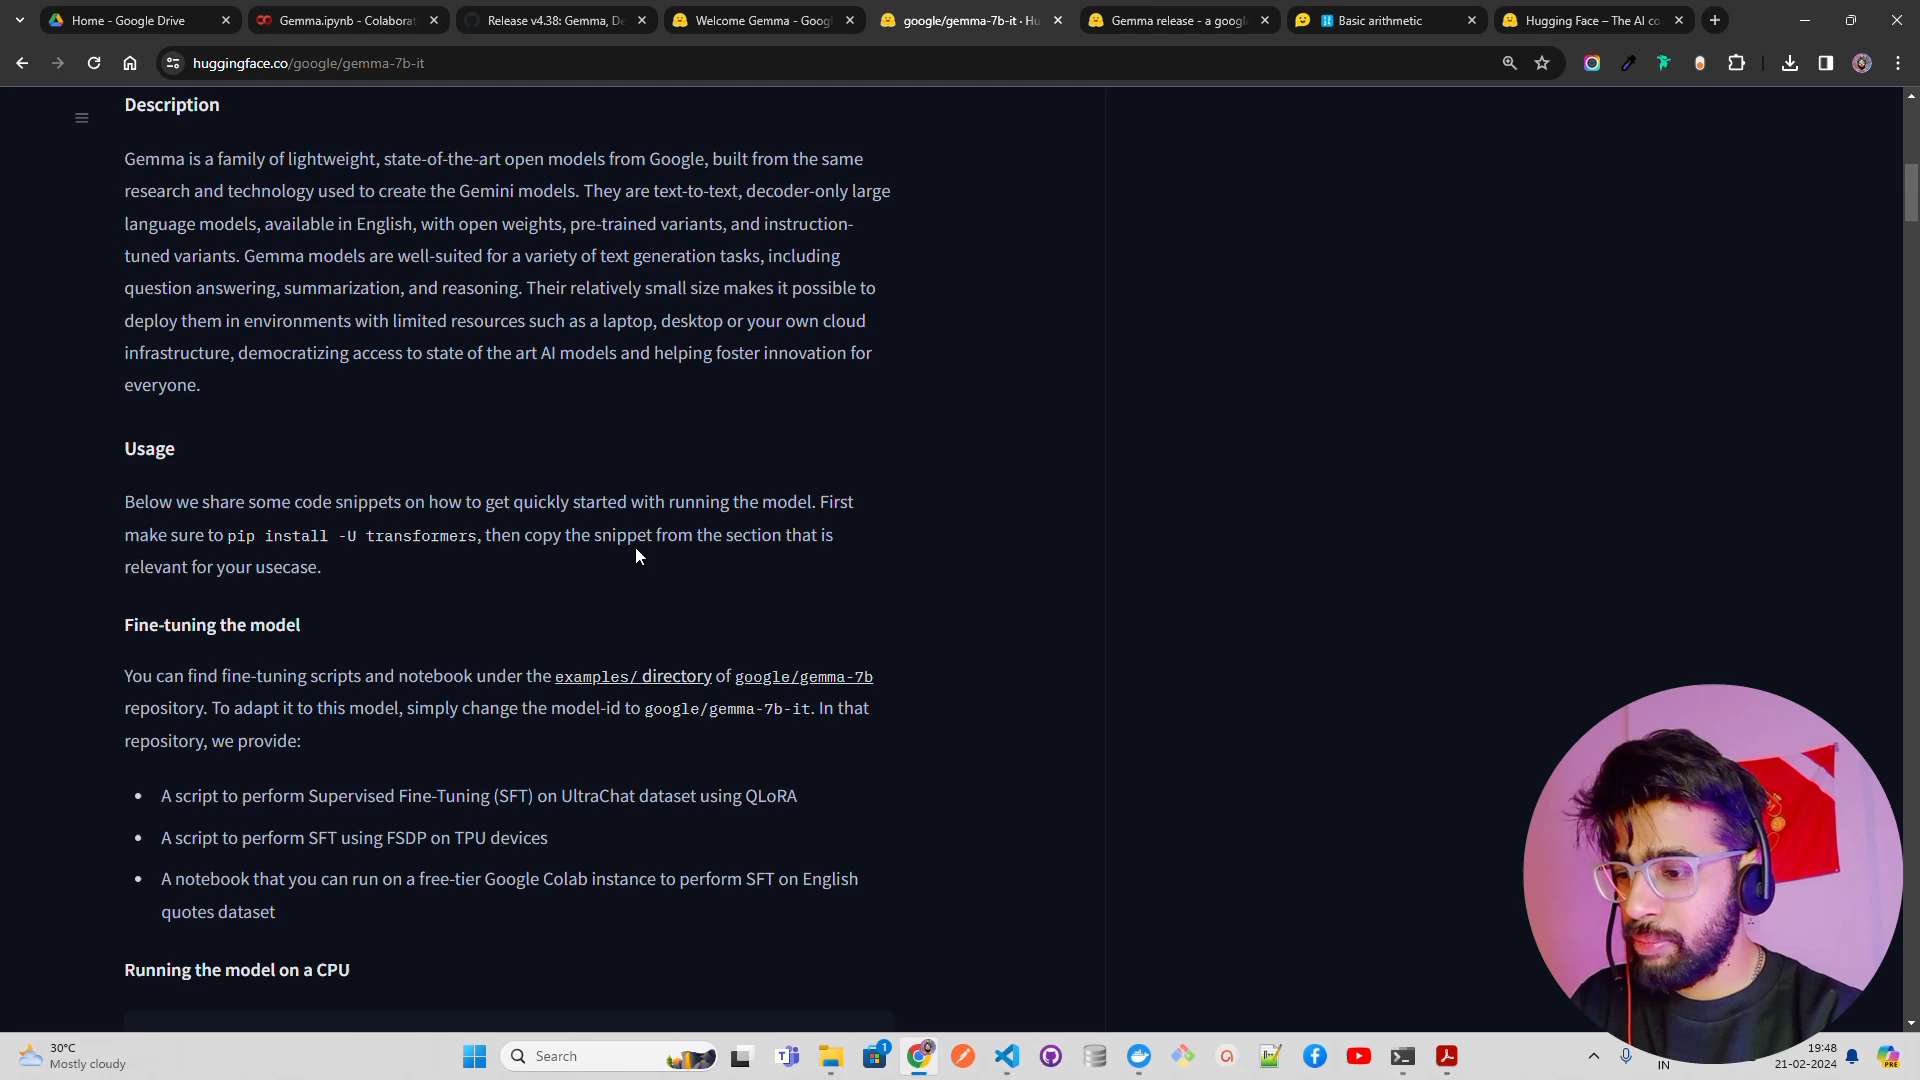 Home - Google Drive
Gemma.ipynb - Colaborat
Release v4.38: Gemma, De
Welcome Gemma - Goog
google/gemma-7b-it · Hu
Gemma release - a googl
Basic arithmetic
Hugging Face – The AI co
huggingface.co/google/gemma-7b-it
Description
Gemma is a family of lightweight, state-of-the-art open models from Google, built from the same
research and technology used to create the Gemini models. They are text-to-text, decoder-only large
language models, available in English, with open weights, pre-trained variants, and instruction-
tuned variants. Gemma models are well-suited for a variety of text generation tasks, including
question answering, summarization, and reasoning. Their relatively small size makes it possible to
deploy them in environments with limited resources such as a laptop, desktop or your own cloud
infrastructure, democratizing access to state of the art AI models and helping foster innovation for
everyone.
Usage
Below we share some code snippets on how to get quickly started with running the model. First
make sure to pip install -U transformers, then copy the snippet from the section that is
relevant for your usecase.
Fine-tuning the model
You can find fine-tuning scripts and notebook under the examples/ directory of google/gemma-7b
repository. To adapt it to this model, simply change the model-id to google/gemma-7b-it. In that
repository, we provide:
• A script to perform Supervised Fine-Tuning (SFT) on UltraChat dataset using QLoRA
• A script to perform SFT using FSDP on TPU devices
• A notebook that you can run on a free-tier Google Colab instance to perform SFT on English
quotes dataset
Running the model on a CPU
30°C
Mostly cloudy
Search
1
IN
19:48
21-02-2024
PRE